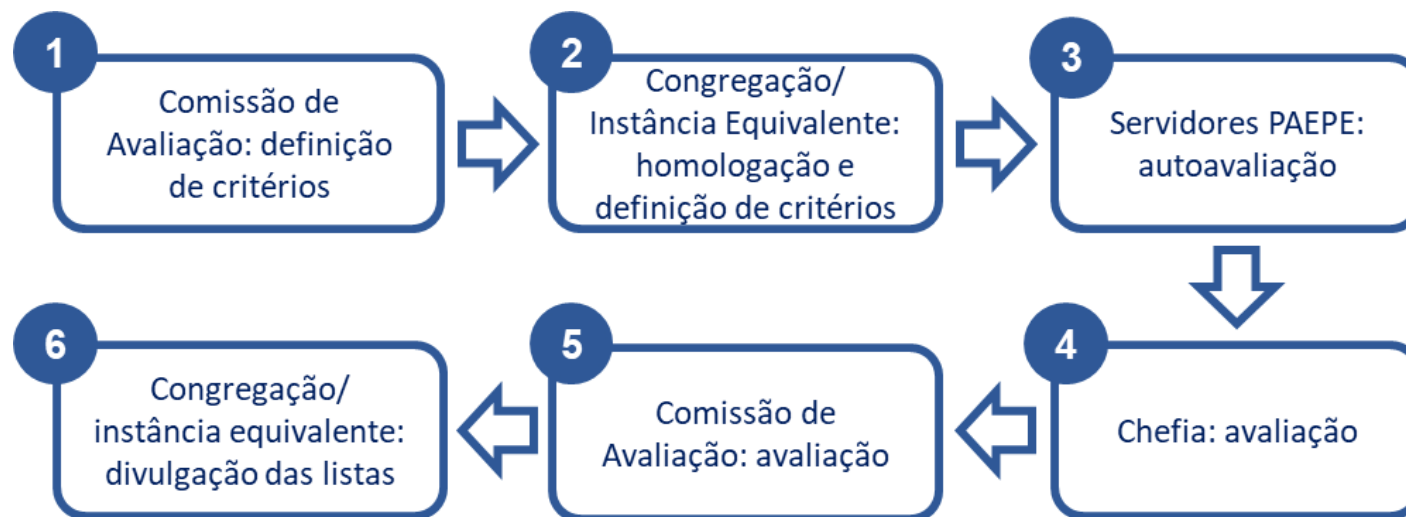 1
Comissão de
Avaliação: definição
de critérios
2
Congregação/
Instância Equivalente:
homologação e
definição de critérios
3
Servidores PAEPE:
autoavaliação
4
Chefia: avaliação
5
Comissão de
Avaliação: avaliação
6
Congregação/
instância equivalente:
divulgação das listas